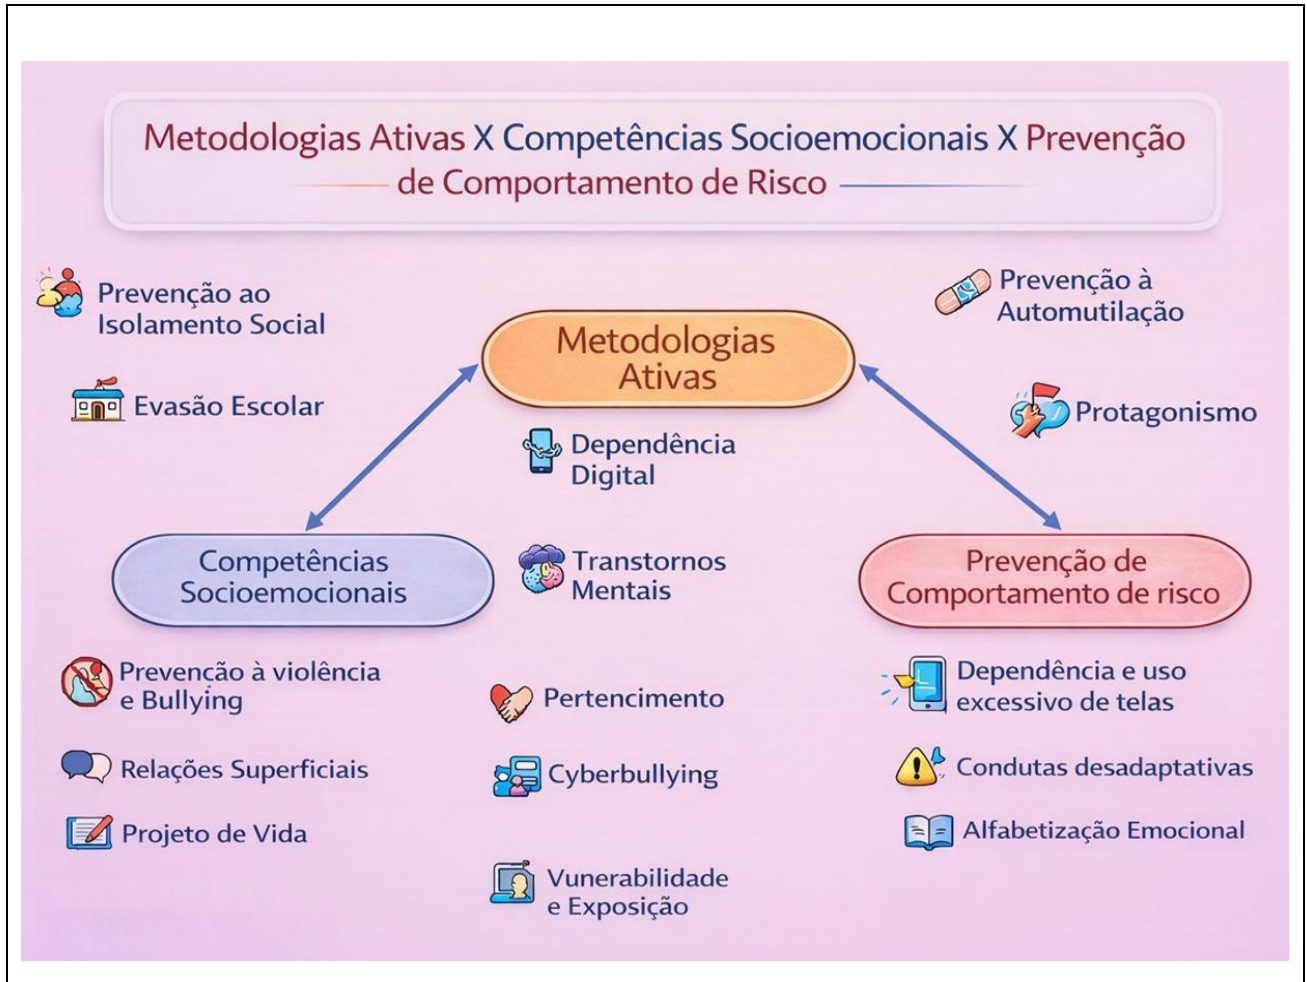 Metodologias Ativas X Competências Socioemocionais X Prevenção
de Comportamento de Risco
Prevenção ao
Isolamento Social
Evasão Escolar
Metodologias
Ativas
Prevenção à
Automutilação
Protagonismo
Dependência
Digital
Competências
Socioemocionais
Transtornos
Mentais
Prevenção de
Comportamento de risco
Prevenção à violência
e Bullying
Relações Superficiais
Projeto de Vida
Pertencimento
Cyberbullying
Vunerabilidade
e Exposição
Dependência e uso
excessivo de telas
Condutas desadaptativas
Alfabetização Emocional